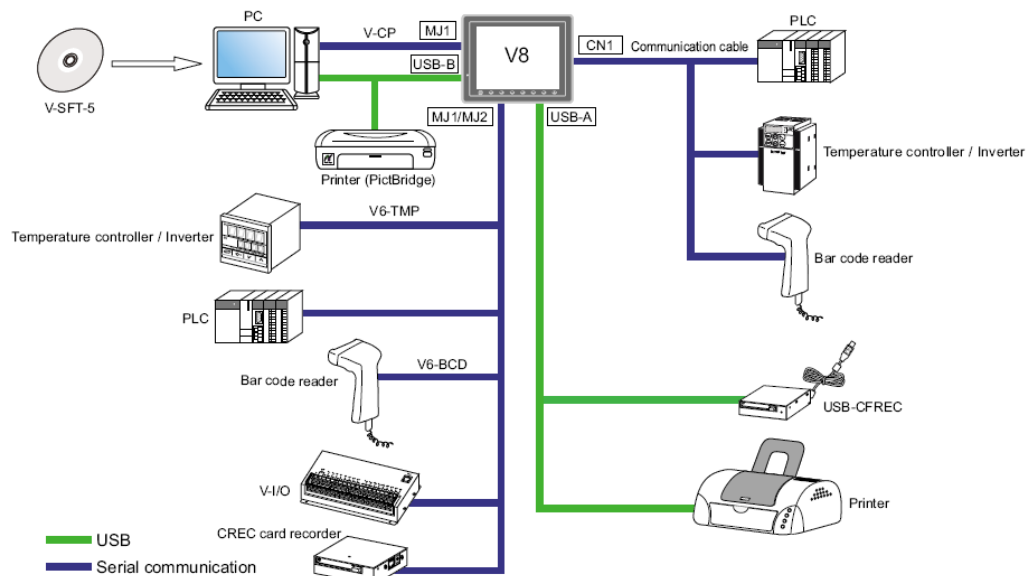 PC
V-CP
MJ1
V8
CN1
Communication cable
PLC
USB-B
V-SFT-5
MJ1/MJ2
USB-A
Printer (PictBridge)
Temperature controller / Inverter
V6-TMP
Temperature controller / Inverter
Bar code reader
PLC
V6-BCD
Bar code reader
USB-CFREC
V-I/O
Printer
CREC card recorder
USB
Serial communication